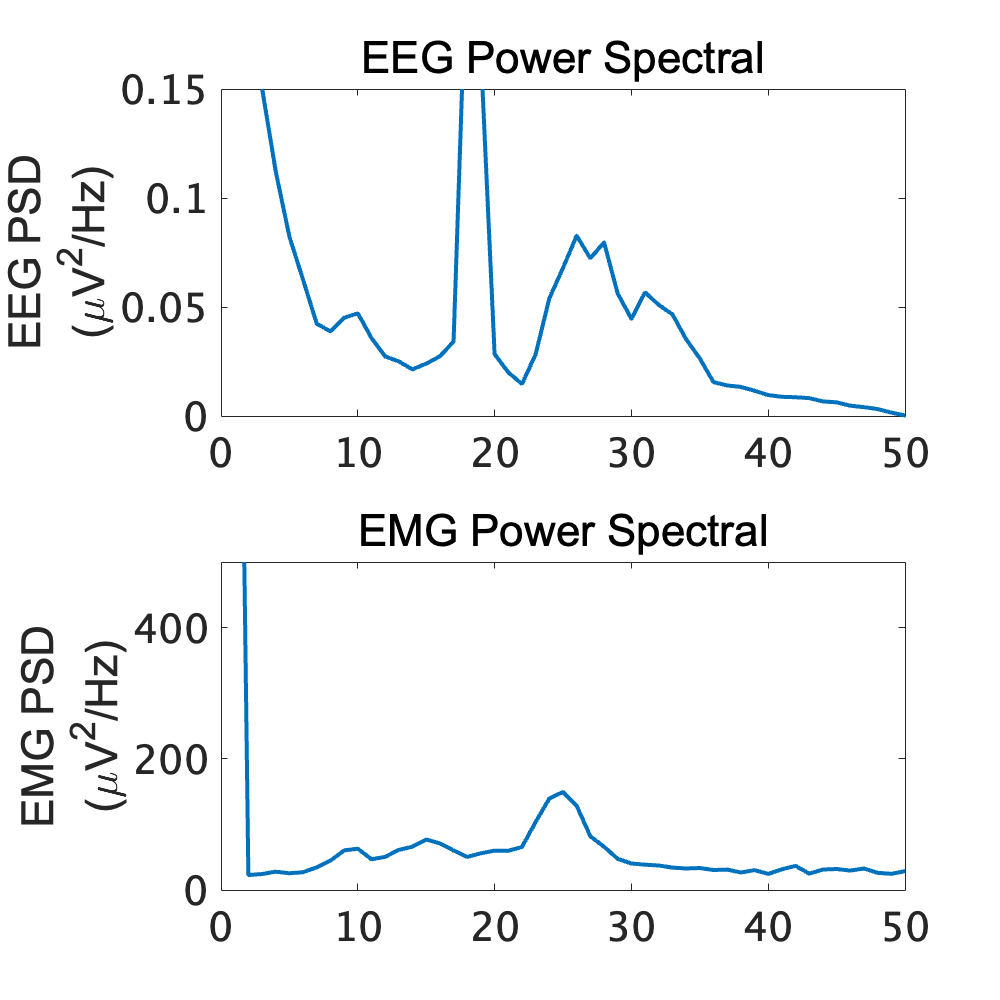 EEG Power Spectral
EEG PSD
(μV²/Hz)
0.15
0.1
0.05
0
0 10 20 30 40 50
EMG Power Spectral
EMG PSD
(μV²/Hz)
400
200
0
0 10 20 30 40 50